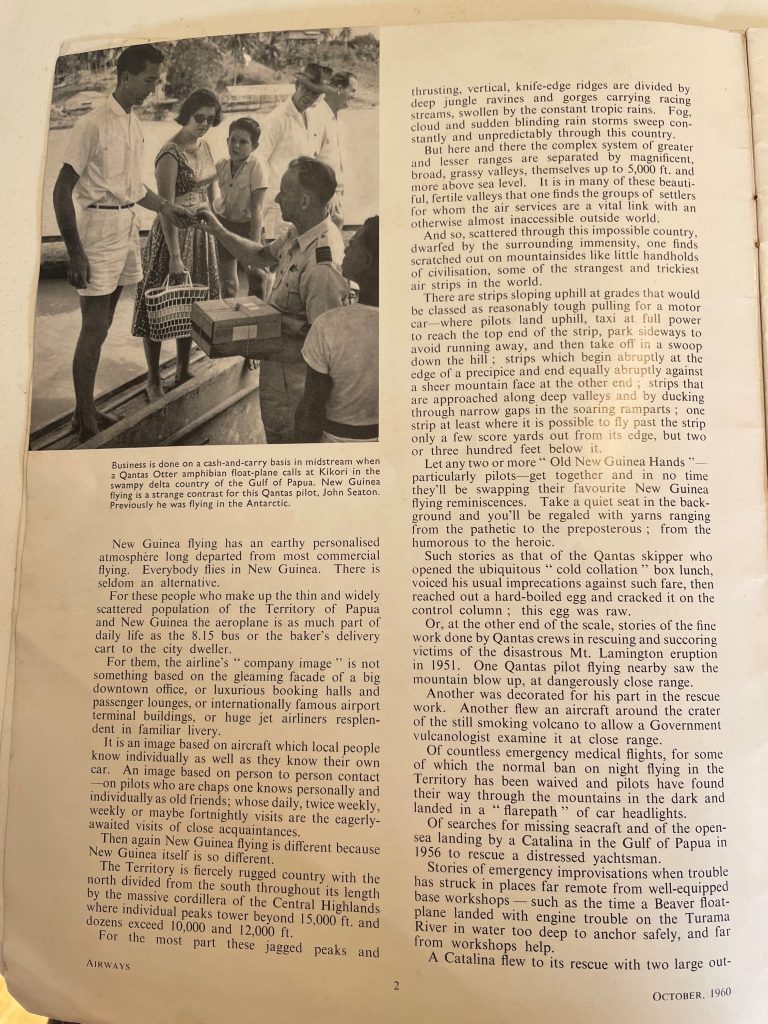 Business is done on a cash-and-carry basis in midstream when
a Qantas Otter amphibian float-plane calls at Kikori in the
swampy delta country of the Gulf of Papua. New Guinea
flying is a strange contrast for this Qantas pilot, John Seaton.
Previously he was flying in the Antarctic.
New Guinea flying has an earthy personalised
atmosphere long departed from most commercial
flying. Everybody flies in New Guinea. There is
seldom an alternative.
For these people who make up the thin and widely
scattered population of the Territory of Papua
and New Guinea the aeroplane is as much part of
daily life as the 8.15 bus or the baker's delivery
cart to the city dweller.
For them, the airline's “ company image ” is not
something based on the gleaming facade of a big
downtown office, or luxurious booking halls and
passenger lounges, or internationally famous airport
terminal buildings, or huge jet airliners resplen-
dent in familiar livery.
It is an image based on aircraft which local people
know individually as well as they know their own
car. An image based on person to person contact
—on pilots who are chaps one knows personally and
individually as old friends; whose daily, twice weekly,
weekly or maybe fortnightly visits are the eagerly-
awaited visits of close acquaintances.
Then again New Guinea flying is different because
New Guinea itself is so different.
The Territory is fiercely rugged country with the
north divided from the south throughout its length
by the massive cordillera of the Central Highlands
where individual peaks tower beyond 15,000 ft. and
dozens exceed 10,000 and 12,000 ft.
For the most part these jagged peaks and
thrusting, vertical, knife-edge ridges are divided by
deep jungle ravines and gorges carrying racing
streams, swollen by the constant tropic rains. Fog,
cloud and sudden blinding rain storms sweep con-
stantly and unpredictably through this country.
But here and there the complex system of greater
and lesser ranges are separated by magnificent,
broad, grassy valleys, themselves up to 5,000 ft. and
more above sea level. It is in many of these beauti-
ful, fertile valleys that one finds the groups of settlers
for whom the air services are a vital link with an
otherwise almost inaccessible outside world.
And so, scattered through this impossible country,
dwarfed by the surrounding immensity, one finds
scratched out on mountainsides like little handholds
of civilisation, some of the strangest and trickiest
air strips in the world.
There are strips sloping uphill at grades that would
be classed as reasonably tough pulling for a motor
car—where pilots land uphill, taxi at full power
to reach the top end of the strip, park sideways to
avoid running away, and then take off in a swoop
down the hill ; strips which begin abruptly at the
edge of a precipice and end equally abruptly against
a sheer mountain face at the other end ; strips that
are approached along deep valleys and by ducking
through narrow gaps in the soaring ramparts ; one
strip at least where it is possible to fly past the strip
only a few score yards out from its edge, but two
or three hundred feet below it.
Let any two or more “ Old New Guinea Hands ”—
particularly pilots—get together and in no time
they'll be swapping their favourite New Guinea
flying reminiscences. Take a quiet seat in the back-
ground and you'll be regaled with yarns ranging
from the pathetic to the preposterous ; from the
humorous to the heroic.
Such stories as that of the Qantas skipper who
opened the ubiquitous “ cold collation ” box lunch,
voiced his usual imprecations against such fare, then
reached out a hard-boiled egg and cracked it on the
control column ; this egg was raw.
Or, at the other end of the scale, stories of the fine
work done by Qantas crews in rescuing and succoring
victims of the disastrous Mt. Lamington eruption
in 1951. One Qantas pilot flying nearby saw the
mountain blow up, at dangerously close range.
Another was decorated for his part in the rescue
work. Another flew an aircraft around the crater
of the still smoking volcano to allow a Government
vulcanologist examine it at close range.
Of countless emergency medical flights, for some
of which the normal ban on night flying in the
Territory has been waived and pilots have found
their way through the mountains in the dark and
landed in a “ flarepath ” of car headlights.
Of searches for missing seacraft and of the open-
sea landing by a Catalina in the Gulf of Papua in
1956 to rescue a distressed yachtsman.
Stories of emergency improvisations when trouble
has struck in places far remote from well-equipped
base workshops — such as the time a Beaver float-
plane landed with engine trouble on the Turama
River in water too deep to anchor safely, and far
from workshops help.
A Catalina flew to its rescue with two large out-
AIRWAYS
2
OCTOBER, 1960